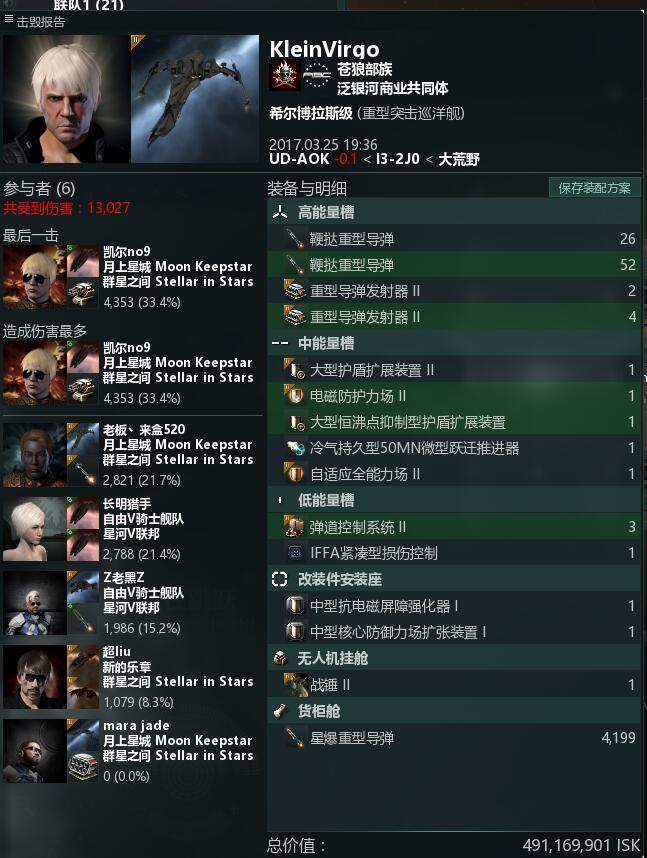 联队1 (21)
击毁报告
KleinVirgo
苍狼部族
泛银河商业共同体
希尔博拉斯级 (重型突击巡洋舰)
2017.03.25 19:36
UD-AOK -0.1 < I3-2J0 < 大荒野
参与者 (6)
共受到伤害：13,027
最后一击
凯尔no9
月上星城 Moon Keepstar
群星之间 Stellar in Stars
4,353 (33.4%)
造成伤害最多
凯尔no9
月上星城 Moon Keepstar
群星之间 Stellar in Stars
4,353 (33.4%)
老板、来盒520
月上星城 Moon Keepstar
群星之间 Stellar in Stars
2,821 (21.7%)
长明猎手
自由V骑士舰队
星河V联邦
2,788 (21.4%)
Z老黑Z
自由V骑士舰队
星河V联邦
1,986 (15.2%)
超liu
新的乐章
群星之间 Stellar in Stars
1,079 (8.3%)
mara jade
月上星城 Moon Keepstar
群星之间 Stellar in Stars
0 (0.0%)
装备与明细
保存装配方案
高能量槽
鞭挞重型导弹 26
鞭挞重型导弹 52
重型导弹发射器 II 2
重型导弹发射器 II 4
中能量槽
大型护盾扩展装置 II 1
电磁防护力场 II 1
大型恒沸点抑制型护盾扩展装置 1
冷气持久型50MN微型跃迁推进器 1
自适应全能力场 II 1
低能量槽
弹道控制系统 II 3
IFFA紧凑型损伤控制 1
改装件安装座
中型抗电磁屏障强化器 I 1
中型核心防御力场扩张装置 I 1
无人机挂舱
战锤 II 1
货柜舱
星爆重型导弹 4,199
总价值： 491,169,901 ISK